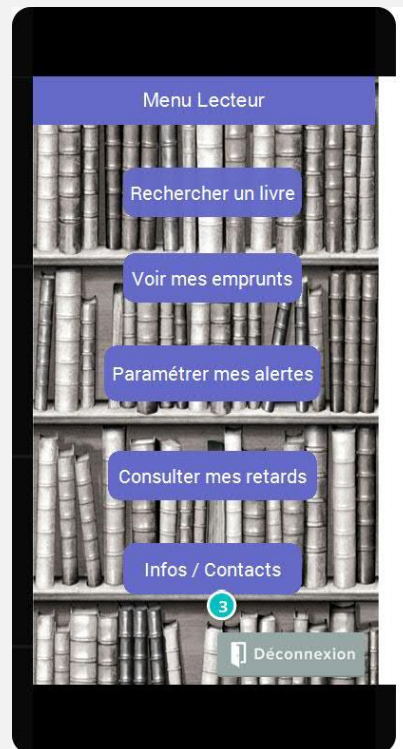 Menu Lecteur
Rechercher un livre
Voir mes emprunts
Paramétrer mes alertes
Consulter mes retards
Infos / Contacts
3
Déconnexion